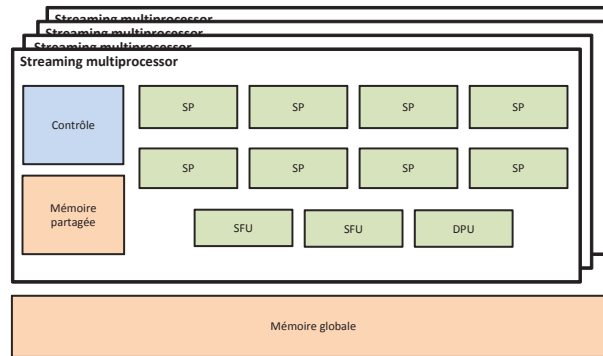 Streaming multiprocessor
Streaming multiprocessor
Streaming multiprocessor
Streaming multiprocessor
Contrôle
SP
SP
SP
SP
SP
SP
SP
SP
Mémoire
partagée
SFU
SFU
DPU
Mémoire globale